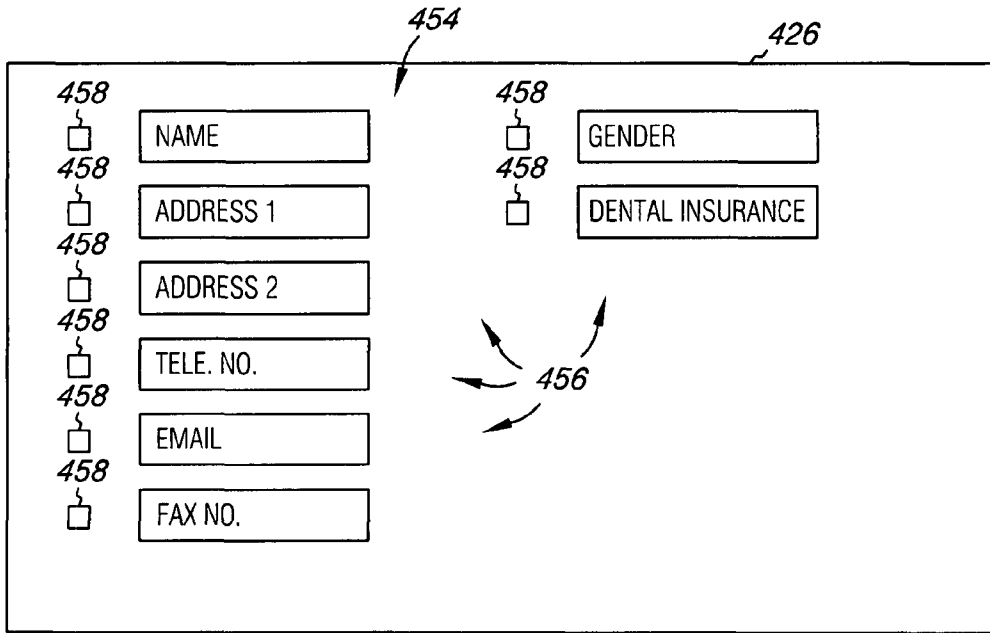 454
426
458 458
NAME GENDER
458 458
ADDRESS 1 DENTAL INSURANCE
458
ADDRESS 2
458
TELE. NO.
456
458
EMAIL
458
FAX NO.